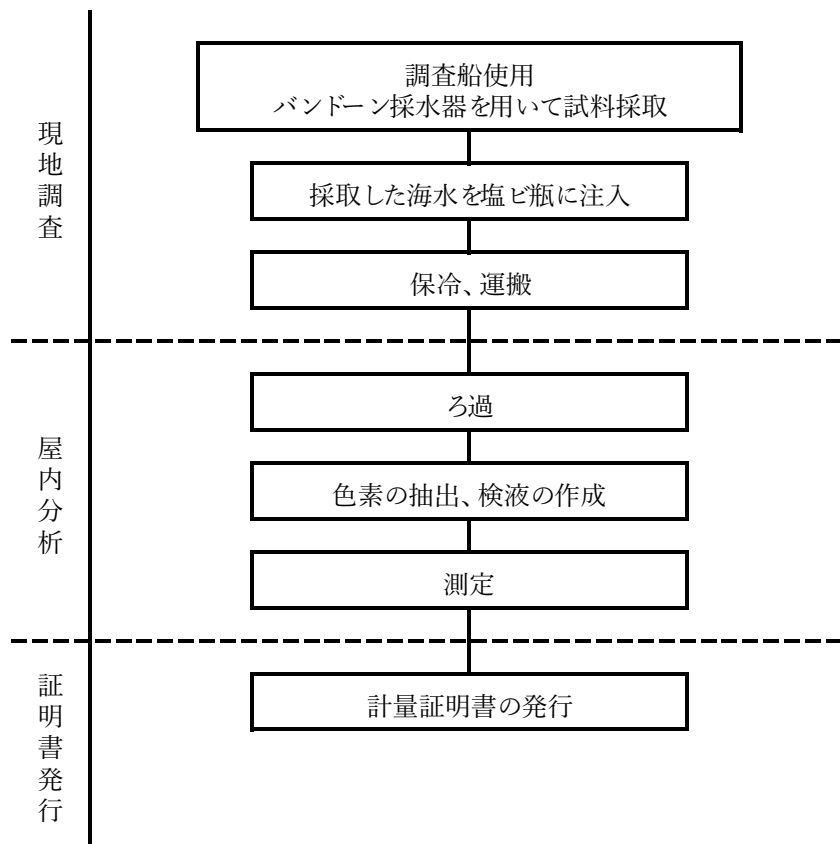 現地調査
調査船使用
バンドーン採水器を用いて試料採取
採取した海水を塩ビ瓶に注入
保冷、運搬
屋内分析
ろ過
色素の抽出、検液の作成
測定
証明書発行
計量証明書の発行